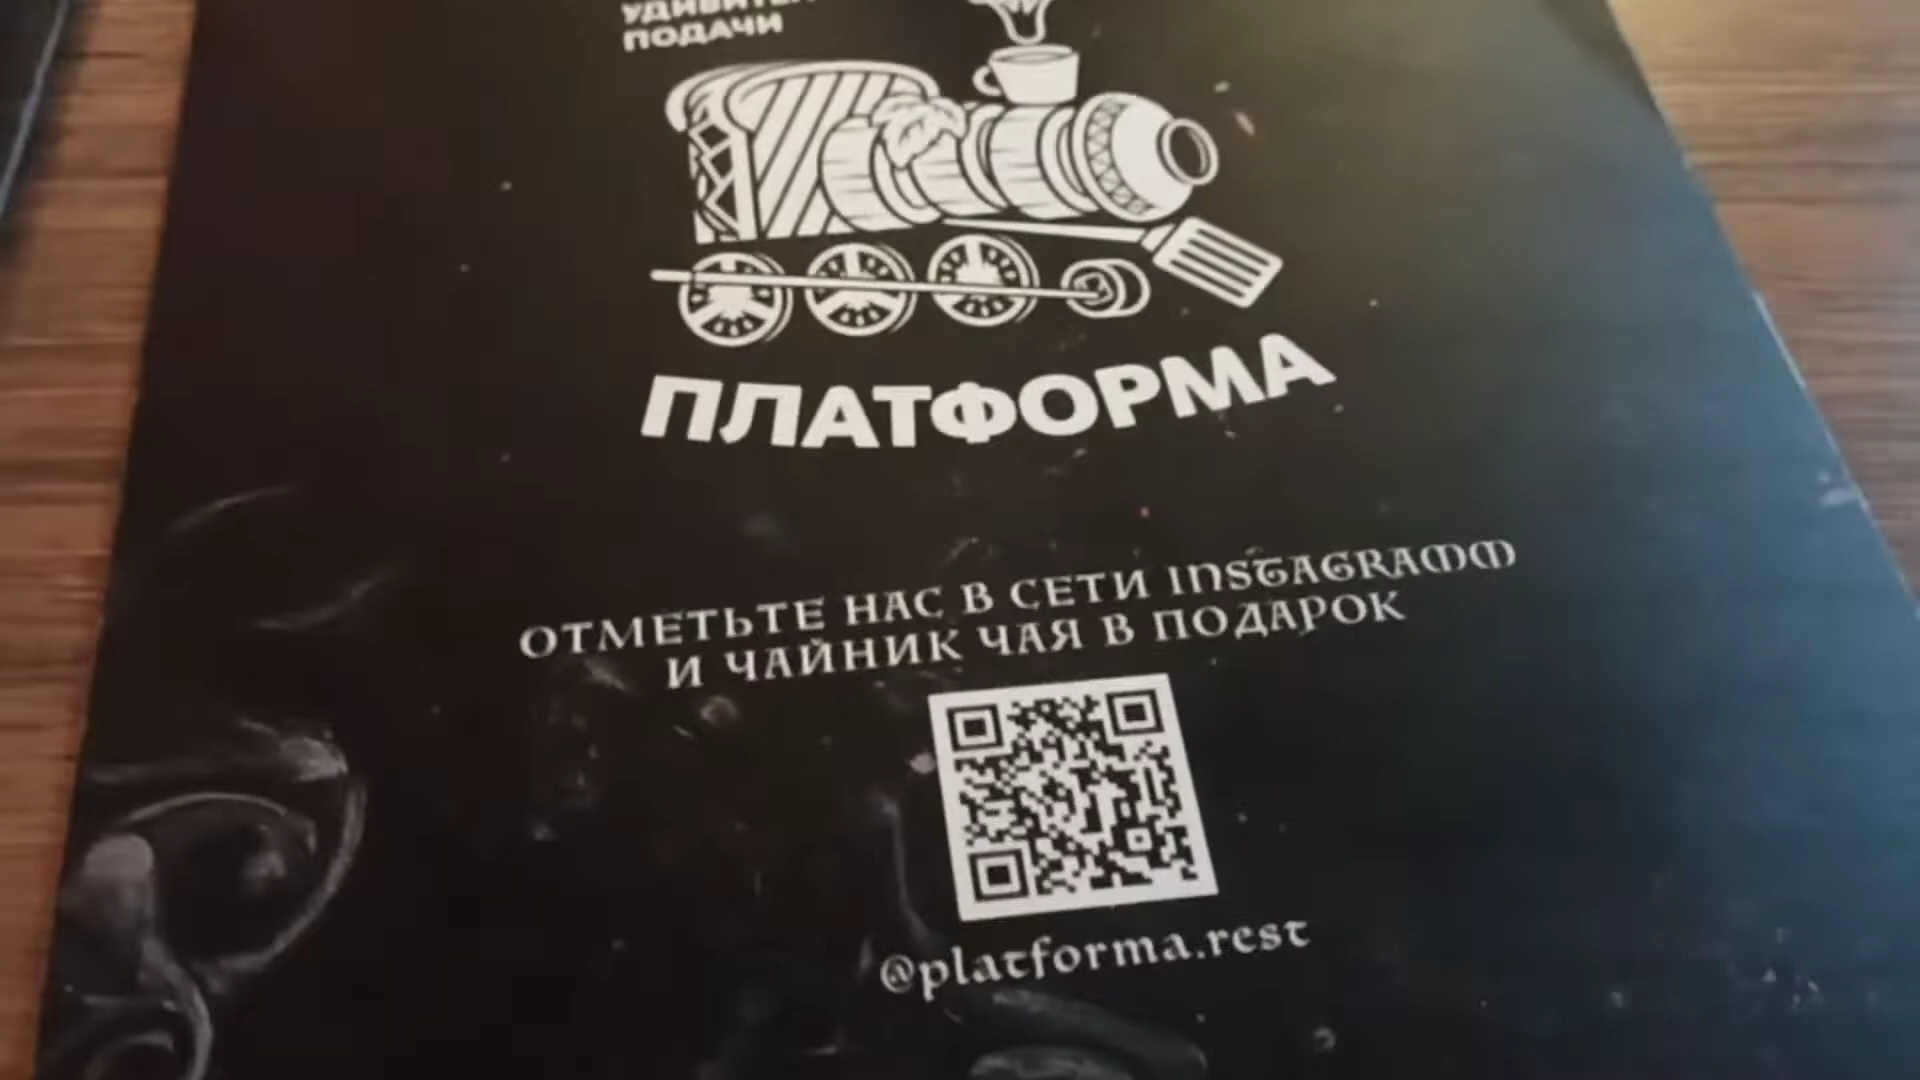 ПОДАЧИ
ПЛАТФОРМА
ОТМЕТЬТЕ НАС В СЕТИ INSTAGRAMM
И ЧАЙНИК ЧАЯ В ПОДАРОК
@platforma.rest